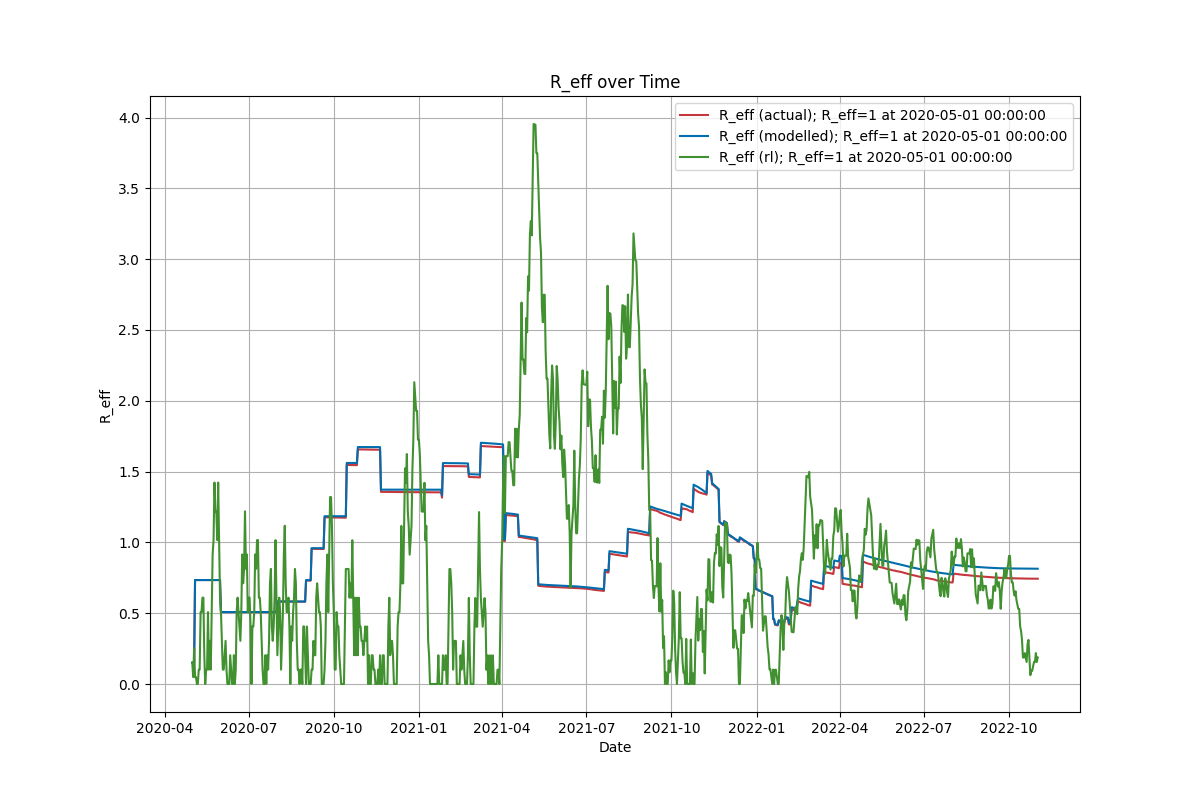 R_eff over Time
R_eff (actual); R_eff=1 at 2020-05-01 00:00:00
R_eff (modelled); R_eff=1 at 2020-05-01 00:00:00
R_eff (rl); R_eff=1 at 2020-05-01 00:00:00
4.0
3.5
3.0
2.5
2.0
1.5
1.0
0.5
0.0
R_eff
2020-04 2020-07 2020-10 2021-01 2021-04 2021-07 2021-10 2022-01 2022-04 2022-07 2022-10
Date